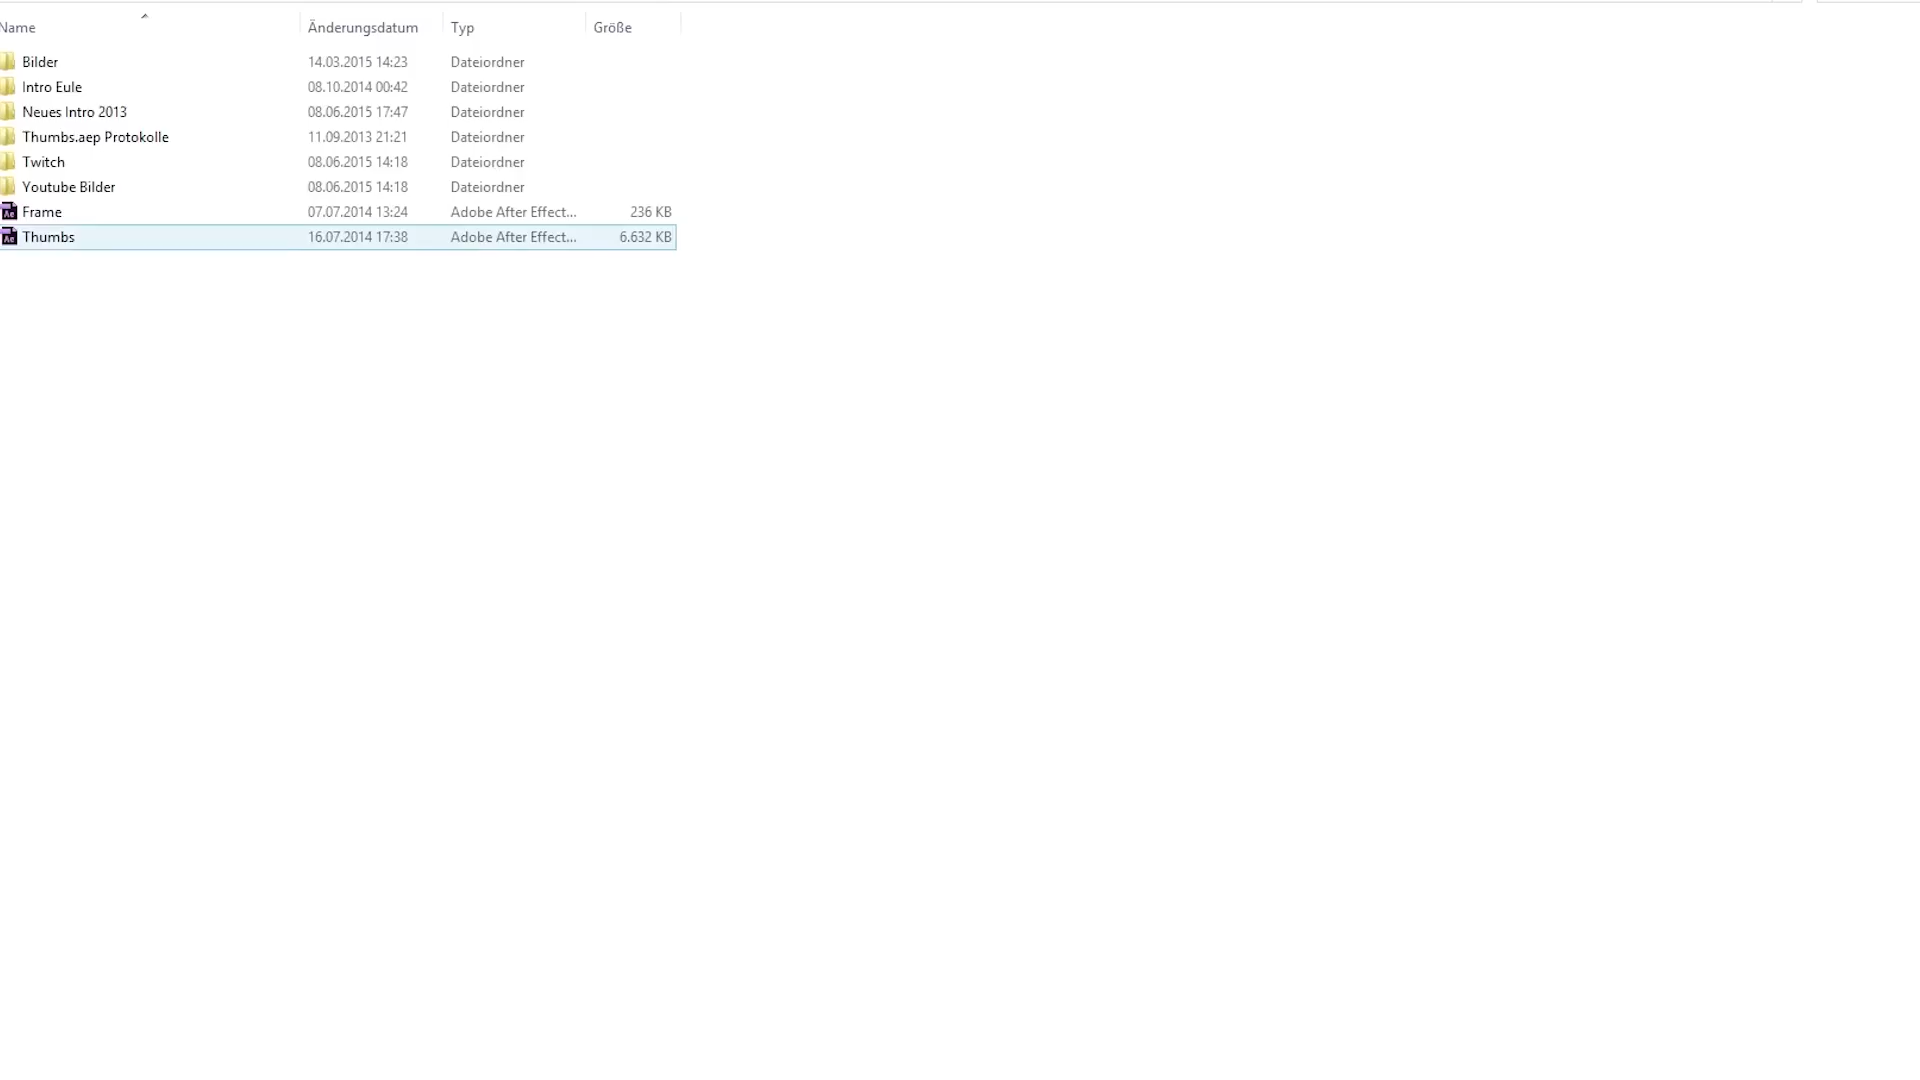 Name Änderungsdatum Typ Größe
Bilder 14.03.2015 14:23 Dateiordner
Intro Eule 08.10.2014 00:42 Dateiordner
Neues Intro 2013 08.06.2015 17:47 Dateiordner
Thumbs.aep Protokolle 11.09.2013 21:21 Dateiordner
Twitch 08.06.2015 14:18 Dateiordner
Youtube Bilder 08.06.2015 14:18 Dateiordner
Frame 07.07.2014 13:24 Adobe After Effect... 236 KB
Thumbs 16.07.2014 17:38 Adobe After Effect... 6.632 KB